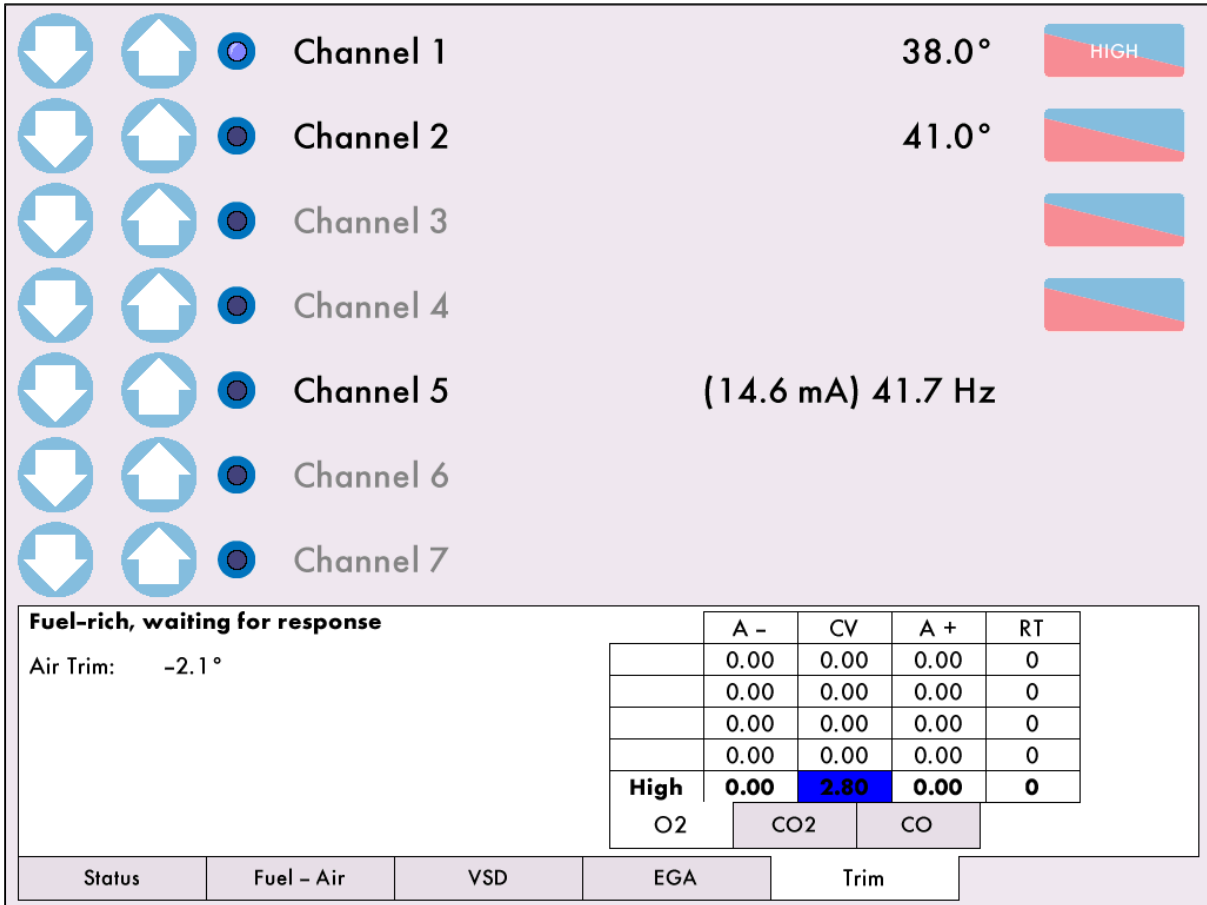 Channel 1 38.0° HIGH
Channel 2 41.0°
Channel 3
Channel 4
Channel 5 (14.6 mA) 41.7 Hz
Channel 6
Channel 7
Fuel-rich, waiting for response
Air Trim: -2.1°
A - CV A + RT
0.00 0.00 0.00 0
0.00 0.00 0.00 0
0.00 0.00 0.00 0
0.00 0.00 0.00 0
High 0.00 2.80 0.00 0
O2 CO2 CO
Status Fuel - Air VSD EGA Trim